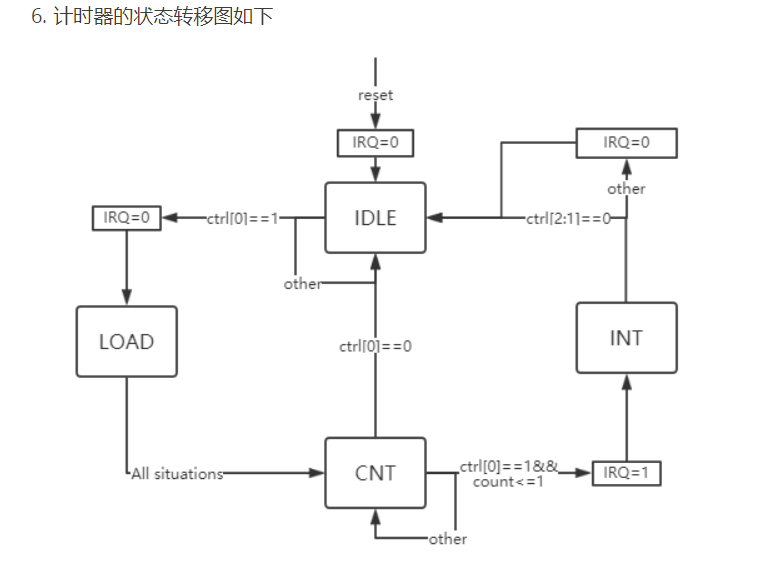 6. 计时器的状态转移图如下
reset
IRQ=0
IRQ=0
other
IRQ=0
ctrl[0]==1
IDLE
ctrl[2:1]==0
other
LOAD
ctrl[0]==0
INT
All situations
CNT
ctrl[0]==1&&
count<=1
IRQ=1
other